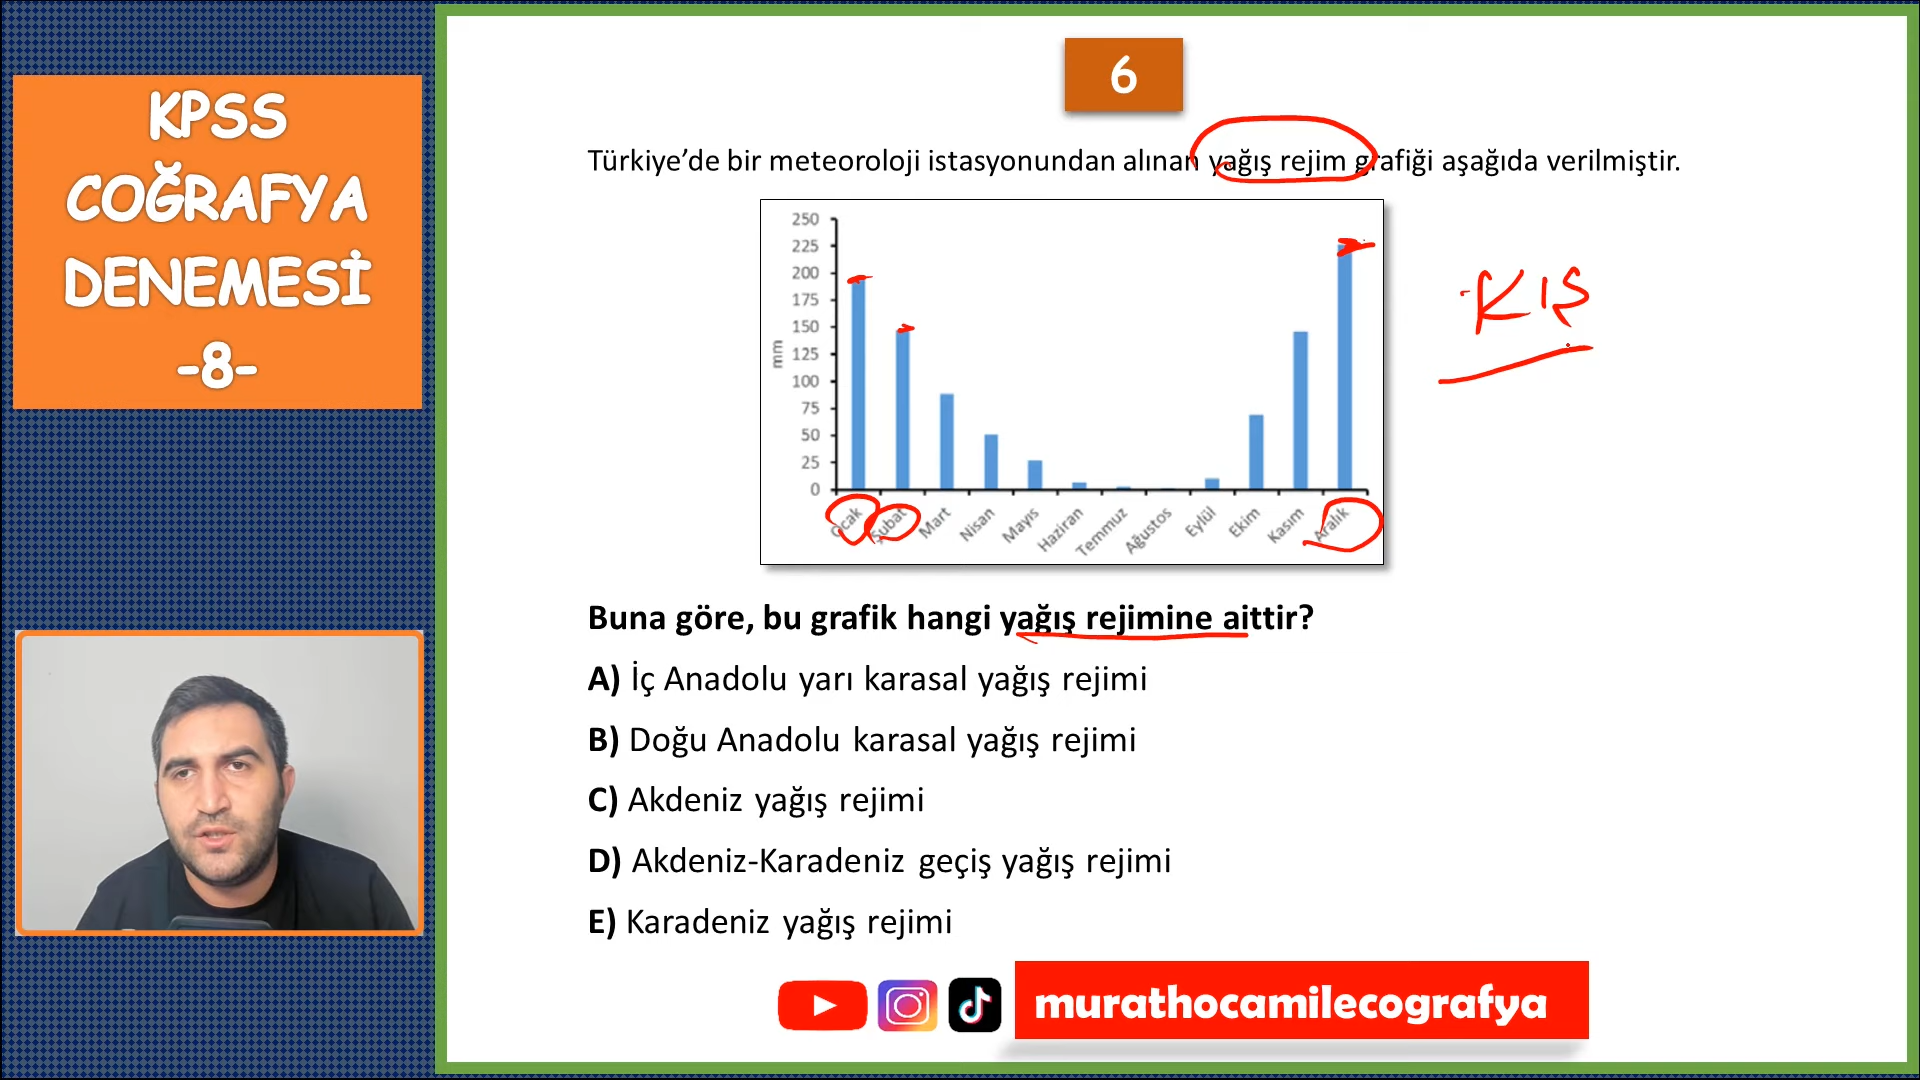 KPSS
COĞRAFYA
DENEMESİ
-8-
6
Türkiye’de bir meteoroloji istasyonundan alınan yağış rejim grafiği aşağıda verilmiştir.
250
225
200
175
150
125
100
75
50
25
0
mm
Ocak Şubat Mart Nisan Mayıs Haziran Temmuz Ağustos Eylül Ekim Kasım Aralık
KIŞ
Buna göre, bu grafik hangi yağış rejimine aittir?
A) İç Anadolu yarı karasal yağış rejimi
B) Doğu Anadolu karasal yağış rejimi
C) Akdeniz yağış rejimi
D) Akdeniz-Karadeniz geçiş yağış rejimi
E) Karadeniz yağış rejimi
murathocamilecografya